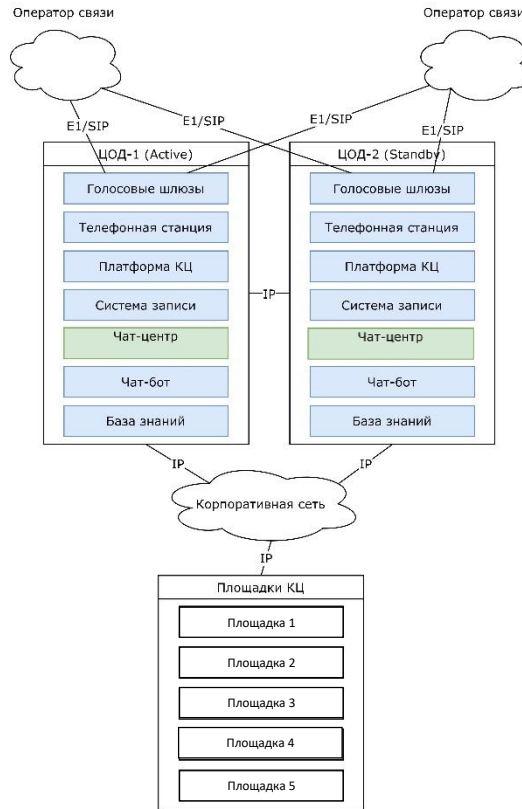 Оператор связи
Оператор связи
E1/SIP
E1/SIP
E1/SIP
E1/SIP
ЦОД-1 (Active)
Голосовые шлюзы
Телефонная станция
Платформа КЦ
Система записи
Чат-центр
Чат-бот
База знаний
IP
ЦОД-2 (Standby)
Голосовые шлюзы
Телефонная станция
Платформа КЦ
Система записи
Чат-центр
Чат-бот
База знаний
IP
IP
Корпоративная сеть
IP
Площадки КЦ
Площадка 1
Площадка 2
Площадка 3
Площадка 4
Площадка 5